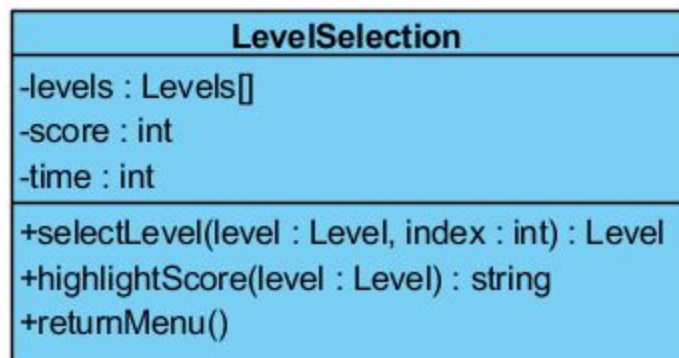 LevelSelection
-levels : Levels[]
-score : int
-time : int
+selectLevel(level : Level, index : int) : Level
+highlightScore(level : Level) : string
+returnMenu()